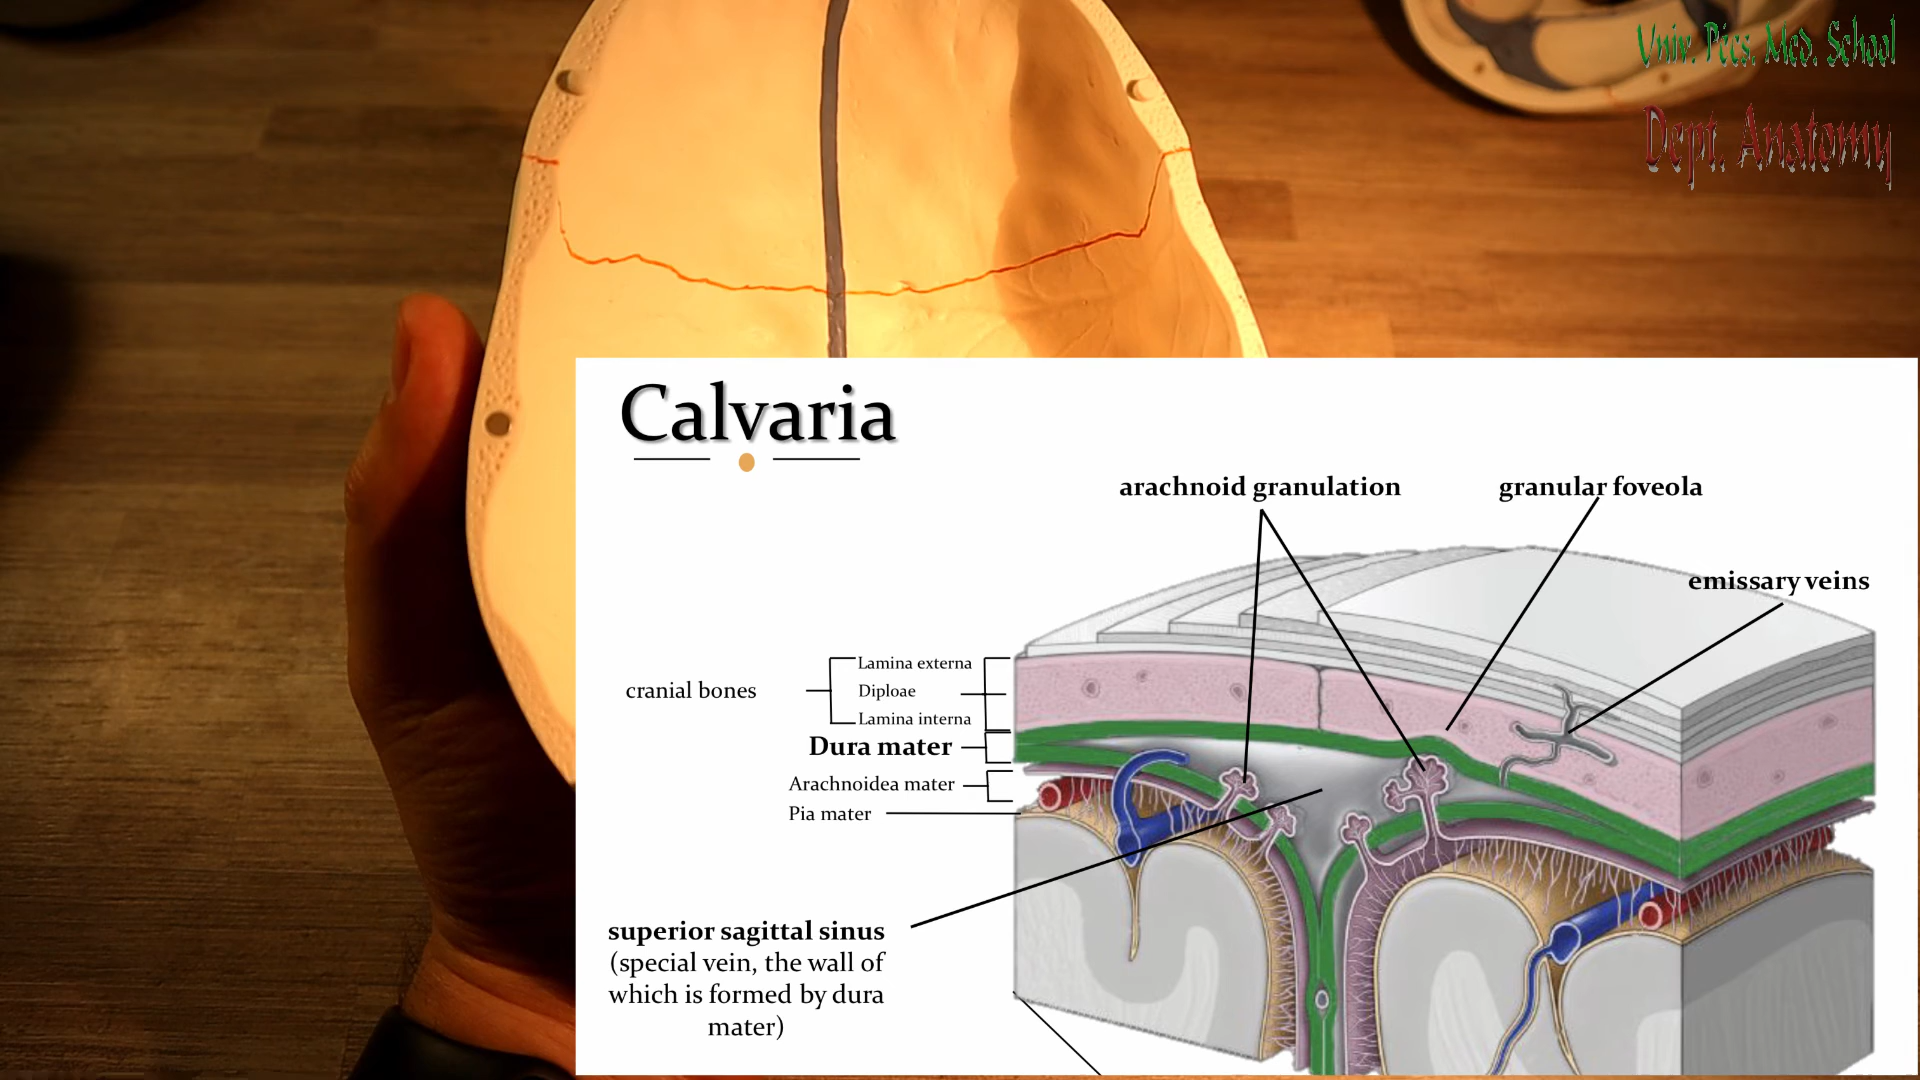 Univ. Pécs. Med. School
Dept. Anatomy
Calvaria
arachnoid granulation
granular foveola
emissary veins
cranial bones
Lamina externa
Diploae
Lamina interna
Dura mater
Arachnoidea mater
Pia mater
superior sagittal sinus
(special vein, the wall of
which is formed by dura
mater)